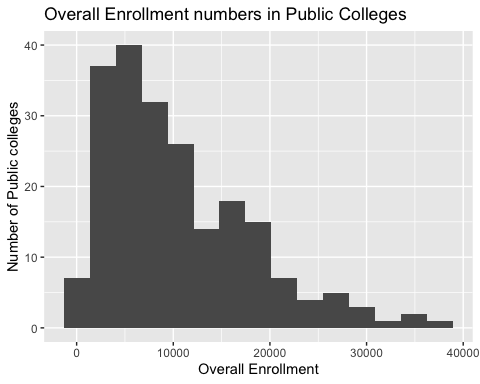 Overall Enrollment numbers in Public Colleges
Number of Public colleges
40
30
20
10
0
0 10000 20000 30000 40000
Overall Enrollment